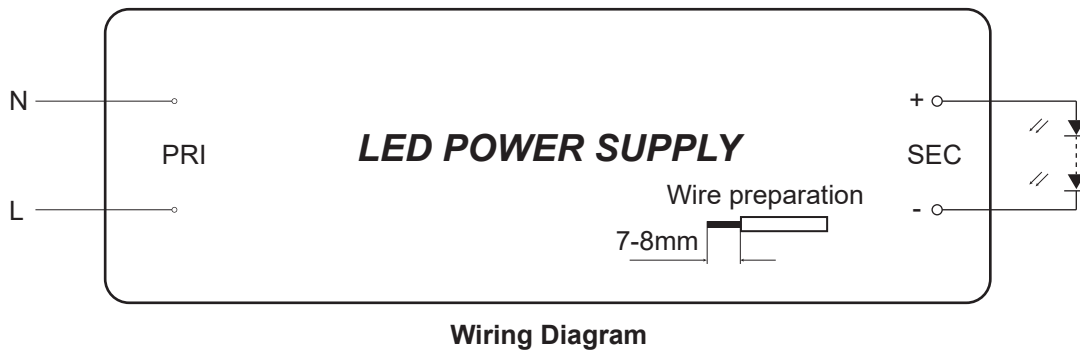 N
+
PRI
LED POWER SUPPLY
SEC
Wire preparation
L
-
7-8mm
Wiring Diagram